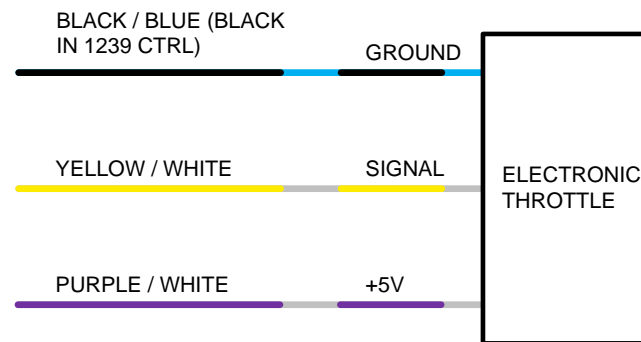 BLACK / BLUE (BLACK
IN 1239 CTRL)
GROUND
YELLOW / WHITE
SIGNAL
ELECTRONIC
THROTTLE
PURPLE / WHITE
+5V